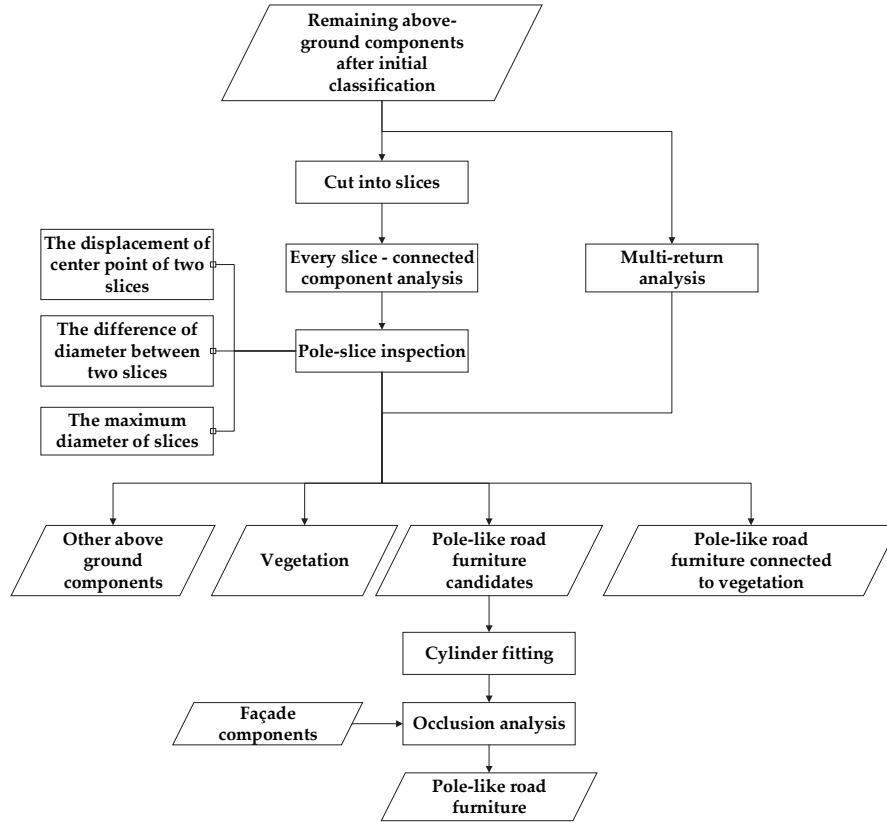 Remaining above-
ground components
after initial
classification
Cut into slices
The displacement of
center point of two
slices
Every slice - connected
component analysis
Multi-return
analysis
The difference of
diameter between
two slices
Pole-slice inspection
The maximum
diameter of slices
Other above
ground
components
Vegetation
Pole-like road
furniture
candidates
Pole-like road
furniture connected
to vegetation
Cylinder fitting
Façade
components
Occlusion analysis
Pole-like road
furniture